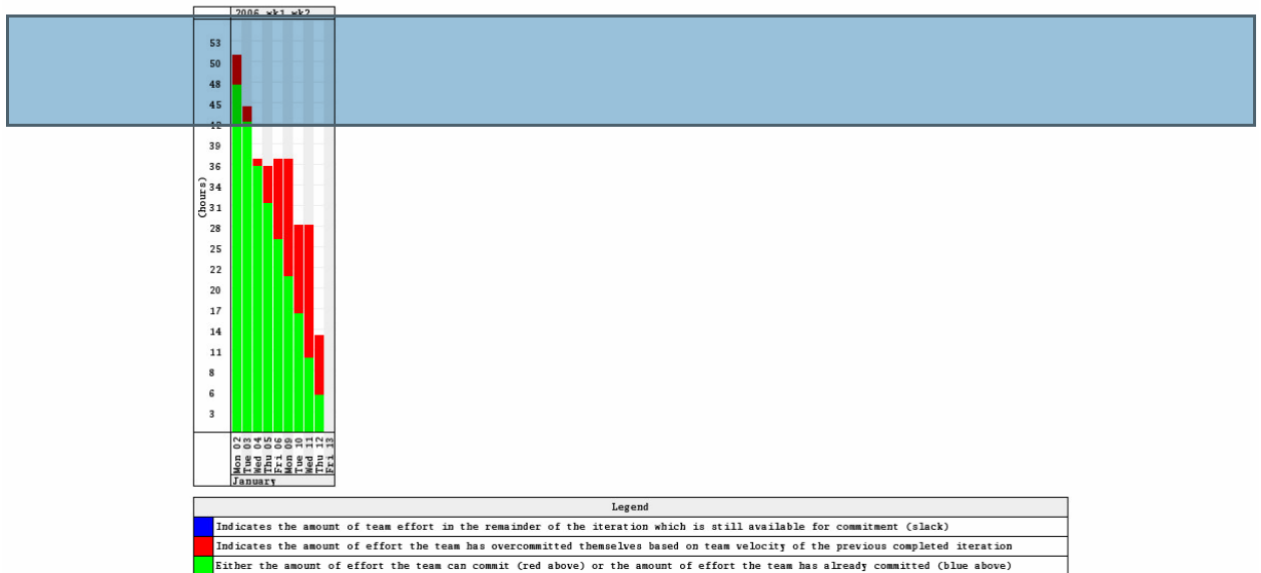 2006 wk1 wk2
53
50
48
45
42
39
36
34
31
28
25
22
20
17
14
11
8
6
3
(hours)
Mon 02
Tue 03
Wed 04
Thu 05
Fri 06
Mon 09
Tue 10
Wed 11
Thu 12
Fri 13
January
Legend
Indicates the amount of team effort in the remainder of the iteration which is still available for commitment (slack)
Indicates the amount of effort the team has overcommitted themselves based on team velocity of the previous completed iteration
Either the amount of effort the team can commit (red above) or the amount of effort the team has already committed (blue above)